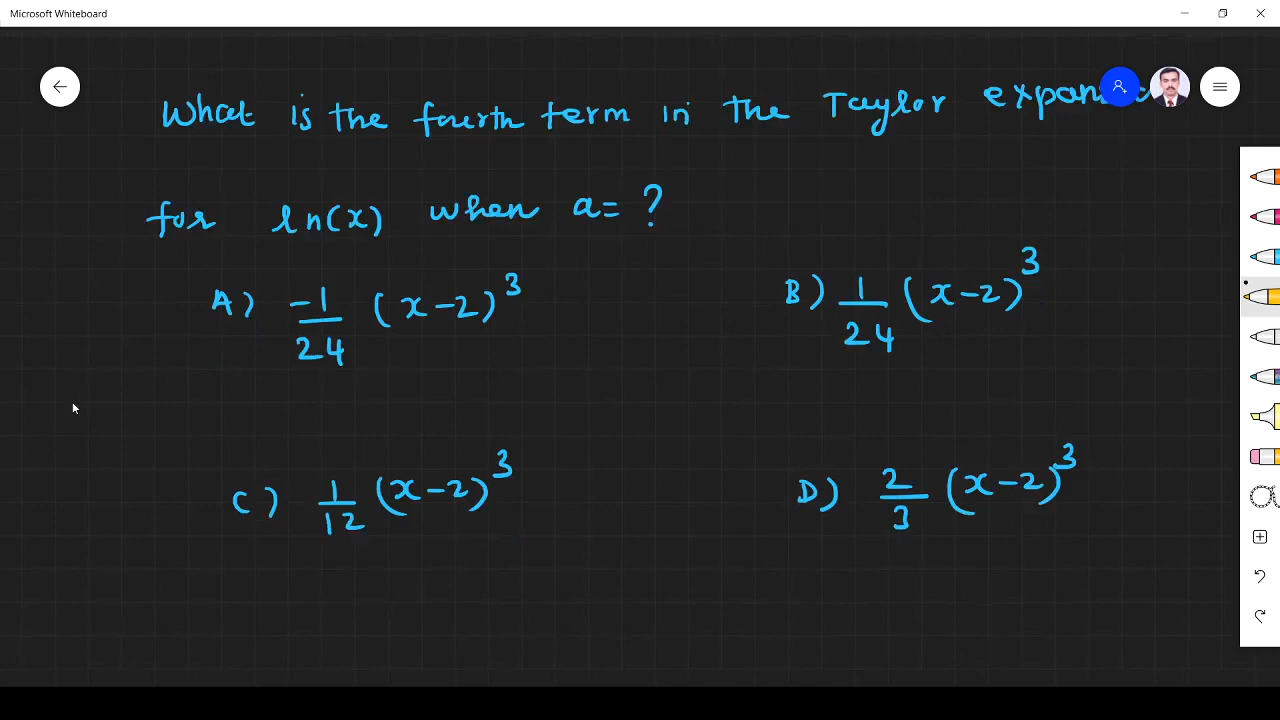 Microsoft Whiteboard
What is the fourth term in the Taylor
for ln(x) when a= ?
A) -1/24 (x-2)^3
B) 1/24 (x-2)^3
C) 1/12 (x-2)^3
D) 2/3 (x-2)^3